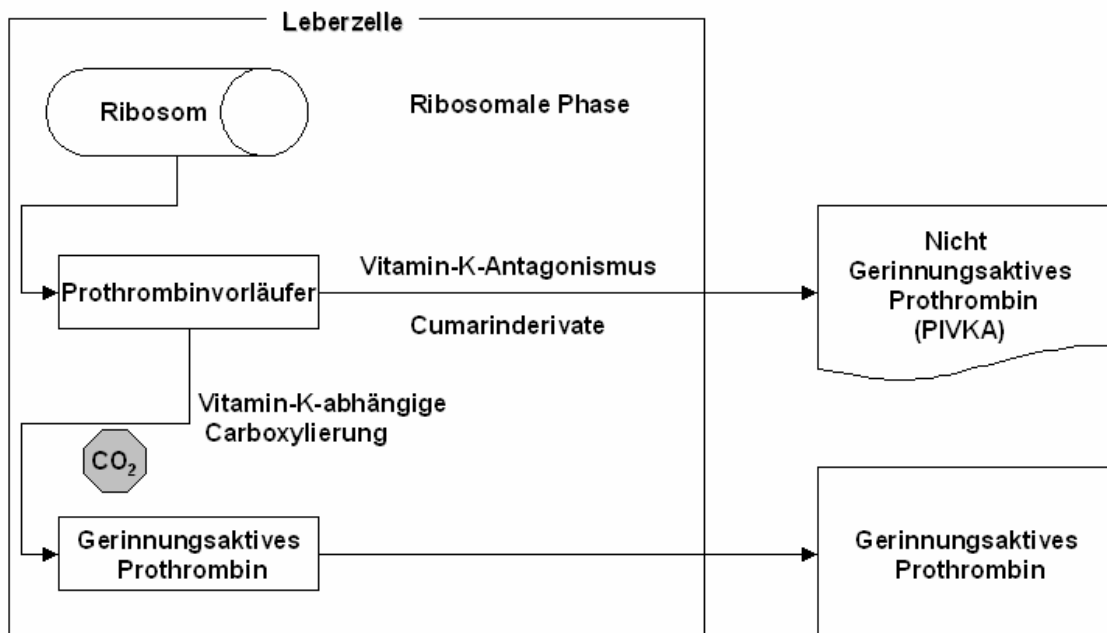 Leberzelle
Ribosom
Ribosomale Phase
Prothrombinvorläufer
Vitamin-K-Antagonismus
Cumarinderivate
Nicht
Gerinnungsaktives
Prothrombin
(PIVKA)
Vitamin-K-abhängige
Carboxylierung
CO₂
Gerinnungsaktives
Prothrombin
Gerinnungsaktives
Prothrombin